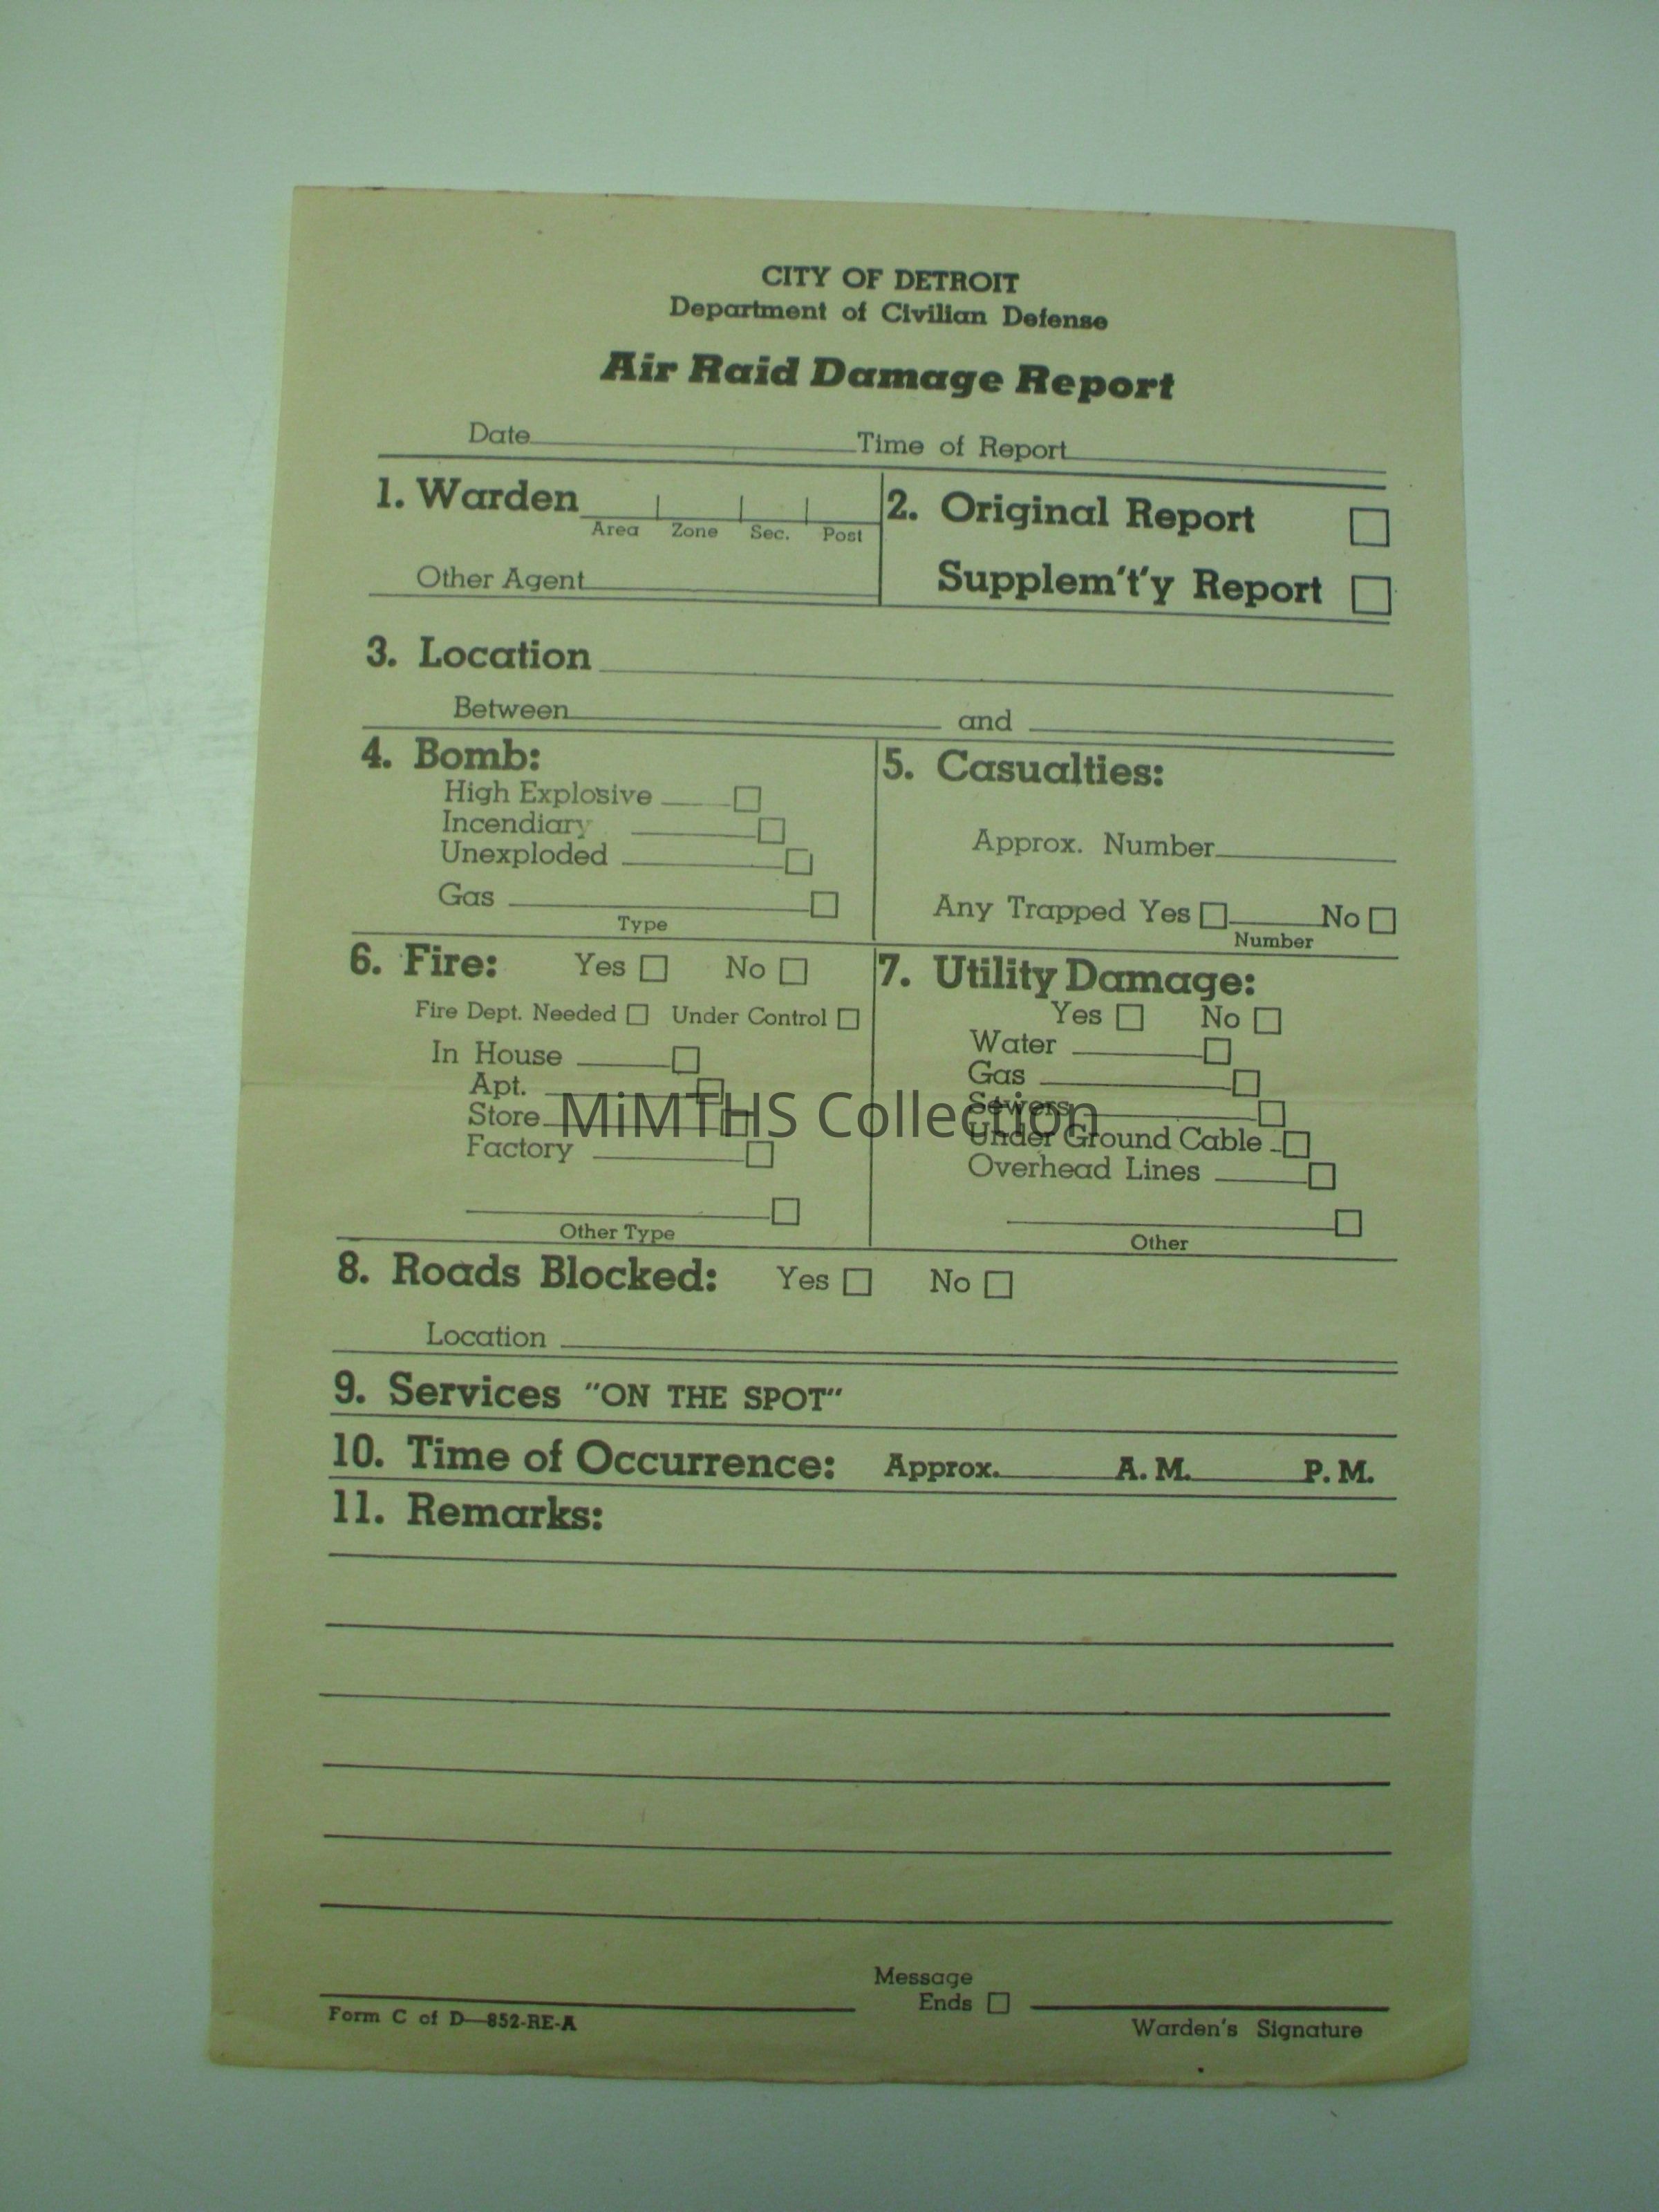 CITY OF DETROIT
Department of Civilian Defense
Air Raid Damage Report
Date Time of Report
1. Warden
Area Zone Sec. Post
Other Agent
2. Original Report
Supplem't'y Report
3. Location
Between and
4. Bomb:
High Explosive
Incendiary
Unexploded
Gas
Type
5. Casualties:
Approx. Number
Any Trapped Yes No
Number
6. Fire: Yes No
Fire Dept. Needed Under Control
In House
Apt.
Store
Factory
Other Type
7. Utility Damage:
Yes No
Water
Gas
Sewers
Under Ground Cable
Overhead Lines
Other
MiMTHS Collection
8. Roads Blocked: Yes No
Location
9. Services "ON THE SPOT"
10. Time of Occurrence: Approx. A. M. P. M.
11. Remarks:
Message
Ends
Form C of D—852-RE-A
Warden's Signature